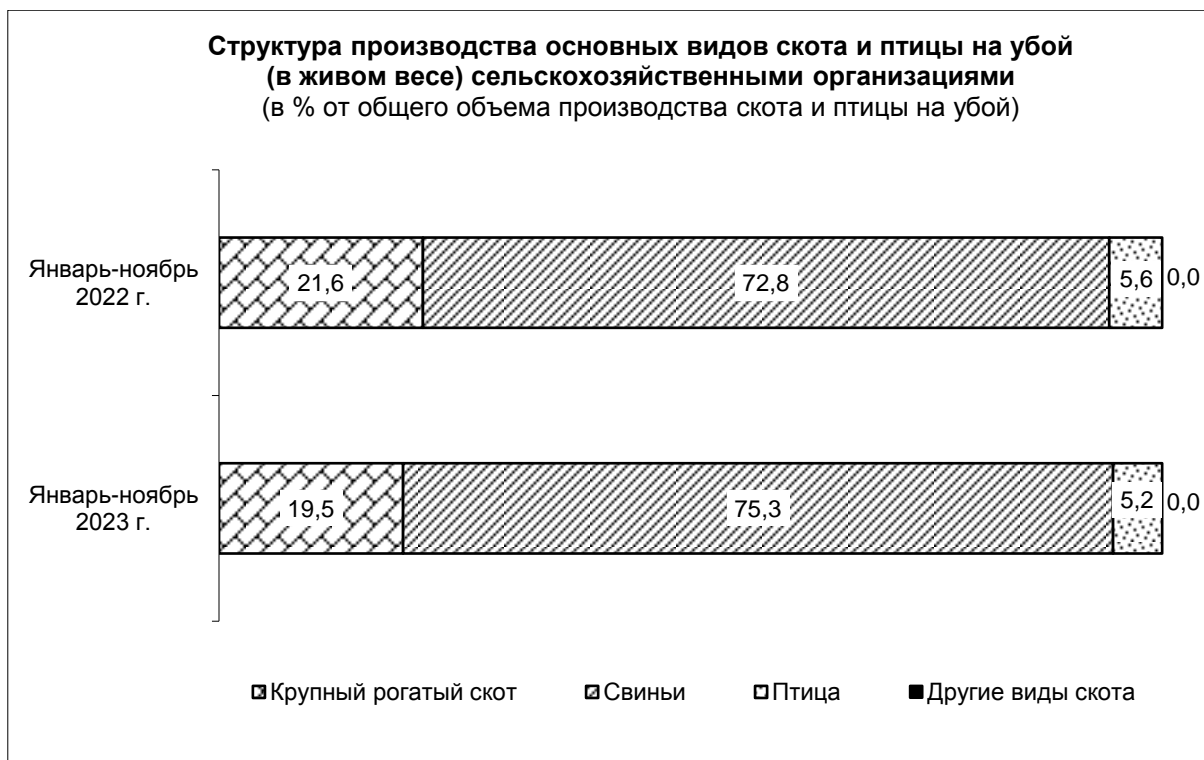 Структура производства основных видов скота и птицы на убой
(в живом весе) сельскохозяйственными организациями
(в % от общего объема производства скота и птицы на убой)
Январь-ноябрь
2022 г.
21,6
72,8
5,6
0,0
Январь-ноябрь
2023 г.
19,5
75,3
5,2
0,0
Крупный рогатый скот
Свиньи
Птица
Другие виды скота